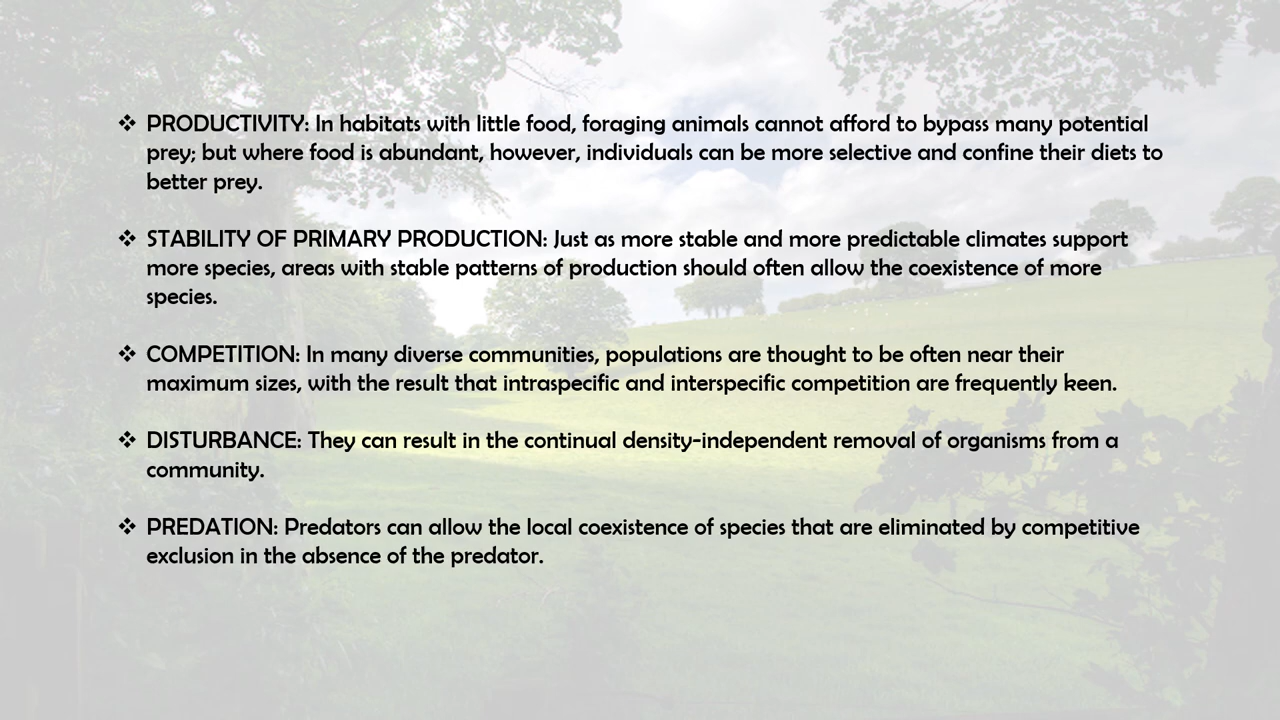 ❖ PRODUCTIVITY: In habitats with little food, foraging animals cannot afford to bypass many potential
prey; but where food is abundant, however, individuals can be more selective and confine their diets to
better prey.
❖ STABILITY OF PRIMARY PRODUCTION: Just as more stable and more predictable climates support
more species, areas with stable patterns of production should often allow the coexistence of more
species.
❖ COMPETITION: In many diverse communities, populations are thought to be often near their
maximum sizes, with the result that intraspecific and interspecific competition are frequently keen.
❖ DISTURBANCE: They can result in the continual density-independent removal of organisms from a
community.
❖ PREDATION: Predators can allow the local coexistence of species that are eliminated by competitive
exclusion in the absence of the predator.